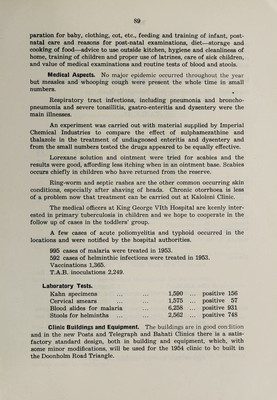 89
paration for baby, clothing, cot, etc., feeding and training of infant, post-
natal care and reasons for post-natal examinations, diet—storage and
cooking of food—advice to use outside kitchen, hygiene and cleanliness of
home, training of children and proper use of latrines, care of sick children,
and value of medical examinations and routine tests of blood and stools.
Medical Aspects. No major epidemic occurred throughout the year
but measles and whooping cough were present the whole time in small
numbers.
Respiratory tract infections, including pneumonia and broncho-
pneumonia and severe tonsillitis, gastro-enteritis and dysentery were the
main illnesses.
An experiment was carried out with material supplied by Imperial
Chemical Industries to compare the effect of sulphamezathine and
thalazole in the treatment of undiagnosed enteritis and dysentery and
from the small numbers tested the drugs appeared to be equally effective.
Lorexane solution and ointment were tried for scabies and the
results were good, affording less itching when in an ointment base. Scabies
occurs chiefly in children who have returned from the reserve.
Ring-worm and septic rashes are the other common occurring skin
conditions, especially after shaving of heads. Chronic otorrhoea is less
of a problem now that treatment can be carried out at Kaloleni Clinic.
The medical officers at King George VIth Hospital are keenly inter-
ested in primary tuberculosis in children and we hope to cooperate in the
follow up of cases in the toddlers' group.
A few cases of acute poliomyelitis and typhoid occurred in the
locations and were notified by the hospital authorities.
995 cases of malaria were treated in 1953.
592 cases of helminthic infections were treated in 1953.
Vaccinations 1,365.
T.A.B. inoculations 2,249.
Laboratory Tests.
Kahn specimens ... ... 1,590 ... positive 156
Cervical smears ... ... 1,575 ... positive 57
Blood slides for malaria ... 6,258 ... positive 931
Stools for helminths ... ... 2,562 ... positive 748
Clinic Buildings and Equipment. The buildings are in good condition
and in the new Posts and Telegraph and Bahati Clinics there is a satis-
factory standard design, both in building and equipment, which, with
some minor modifications, will be used for the 1954 clinic to be built in
the Doonholm Road Triangle.